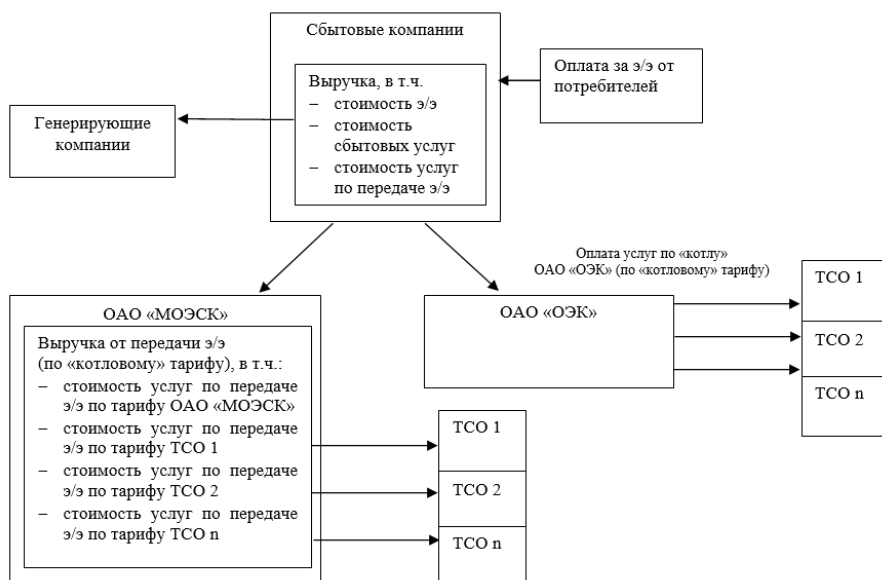 Сбытовые компании
Выручка, в т.ч.
– стоимость э/э
– стоимость
сбытовых услуг
– стоимость услуг
по передаче э/э
Оплата за э/э от
потребителей
Генерирующие
компании
Оплата услуг по «котлу»
ОАО «ОЭК» (по «котловому» тарифу)
ОАО «МОЭСК»
Выручка от передачи э/э
(по «котловому» тарифу), в т.ч.:
– стоимость услуг по передаче
э/э по тарифу ОАО «МОЭСК»
– стоимость услуг по передаче
э/э по тарифу ТСО 1
– стоимость услуг по передаче
э/э по тарифу ТСО 2
– стоимость услуг по передаче
э/э по тарифу ТСО n
ОАО «ОЭК»
ТСО 1
ТСО 2
ТСО n
ТСО 1
ТСО 2
ТСО n